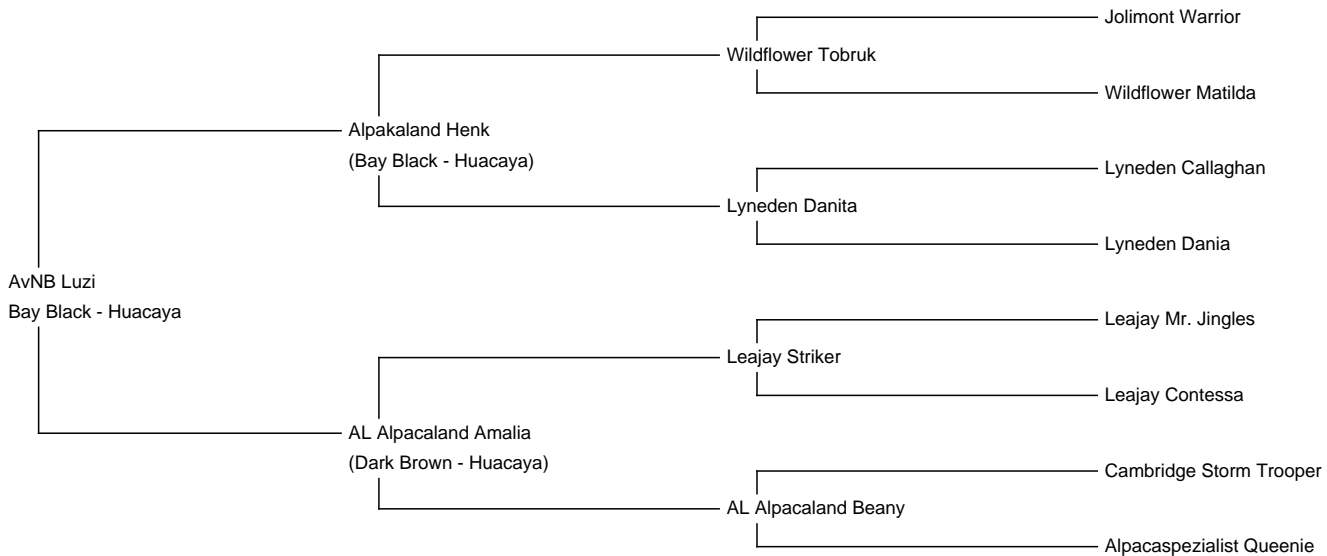 Jolimont Warrior
Wildflower Tobruk
Wildflower Matilda
Alpakaland Henk
(Bay Black - Huacaya)
Lyneden Callaghan
Lyneden Danita
Lyneden Dania
AvNB Luzi
Bay Black - Huacaya
Leajay Mr. Jingles
Leajay Striker
Leajay Contessa
AL Alpacaland Amalia
(Dark Brown - Huacaya)
Cambridge Storm Trooper
AL Alpacaland Beany
Alpacaspezialist Queenie